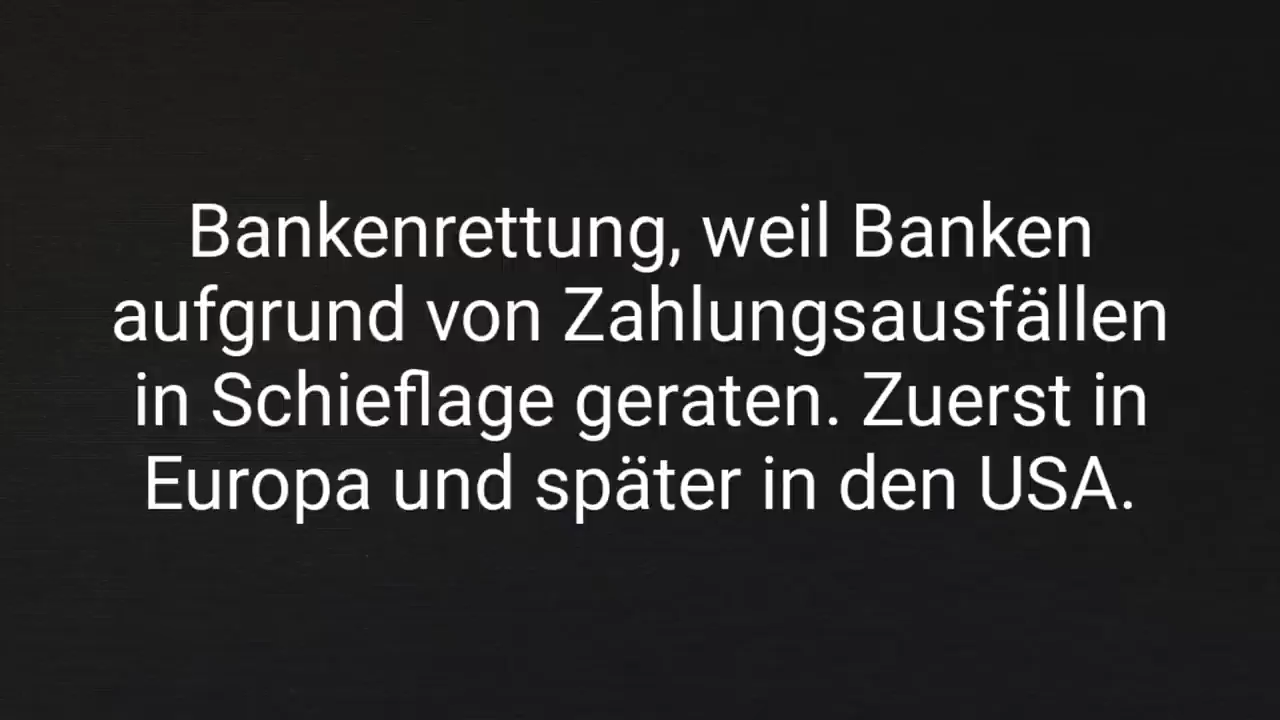 Bankenrettung, weil Banken
aufgrund von Zahlungsausfällen
in Schieflage geraten. Zuerst in
Europa und später in den USA.